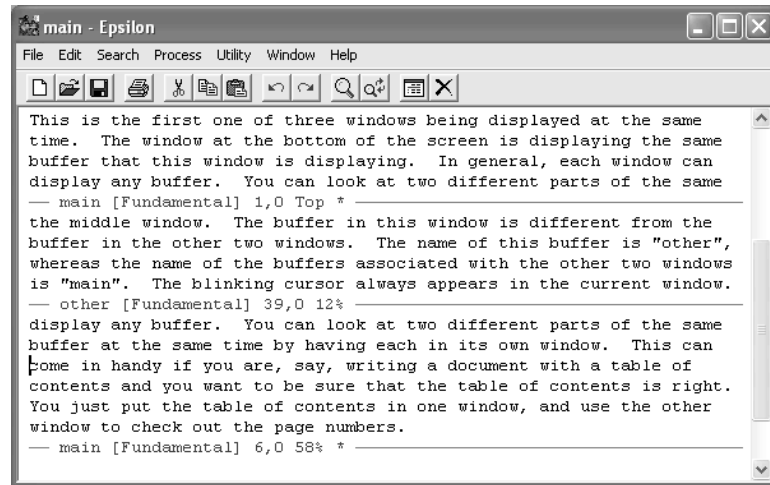 main - Epsilon
File Edit Search Process Utility Window Help
This is the first one of three windows being displayed at the same
time.  The window at the bottom of the screen is displaying the same
buffer that this window is displaying.  In general, each window can
display any buffer.  You can look at two different parts of the same
main [Fundamental] 1,0 Top *
the middle window.  The buffer in this window is different from the
buffer in the other two windows.  The name of this buffer is "other",
whereas the name of the buffers associated with the other two windows
is "main".  The blinking cursor always appears in the current window.
other [Fundamental] 39,0 12%
display any buffer.  You can look at two different parts of the same
buffer at the same time by having each in its own window.  This can
come in handy if you are, say, writing a document with a table of
contents and you want to be sure that the table of contents is right.
You just put the table of contents in one window, and use the other
window to check out the page numbers.
main [Fundamental] 6,0 58% *